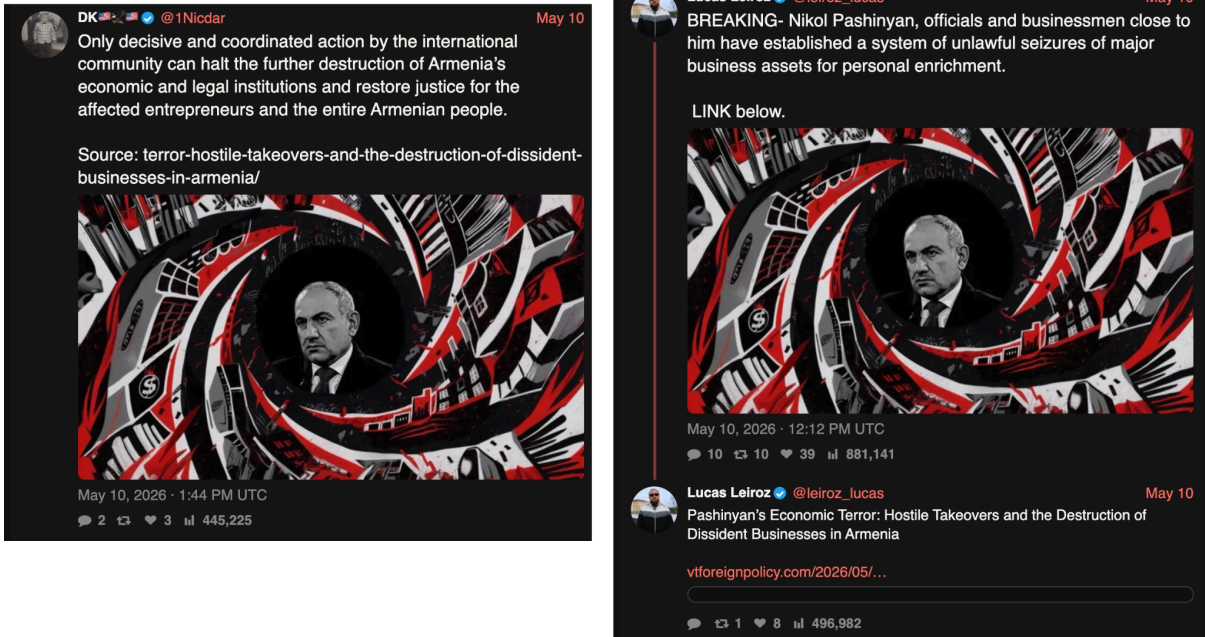 DK @1Nicdar May 10
Only decisive and coordinated action by the international
community can halt the further destruction of Armenia's
economic and legal institutions and restore justice for the
affected entrepreneurs and the entire Armenian people.
Source: terror-hostile-takeovers-and-the-destruction-of-dissident-
businesses-in-armenia/
$
May 10, 2026 · 1:44 PM UTC
2 3 445,225
Lucas Leiroz @leiroz_lucas May 10
BREAKING- Nikol Pashinyan, officials and businessmen close to
him have established a system of unlawful seizures of major
business assets for personal enrichment.
LINK below.
$
May 10, 2026 · 12:12 PM UTC
10 10 39 881,141
Lucas Leiroz @leiroz_lucas May 10
Pashinyan's Economic Terror: Hostile Takeovers and the Destruction of
Dissident Businesses in Armenia
vtforeignpolicy.com/2026/05/…
1 8 496,982